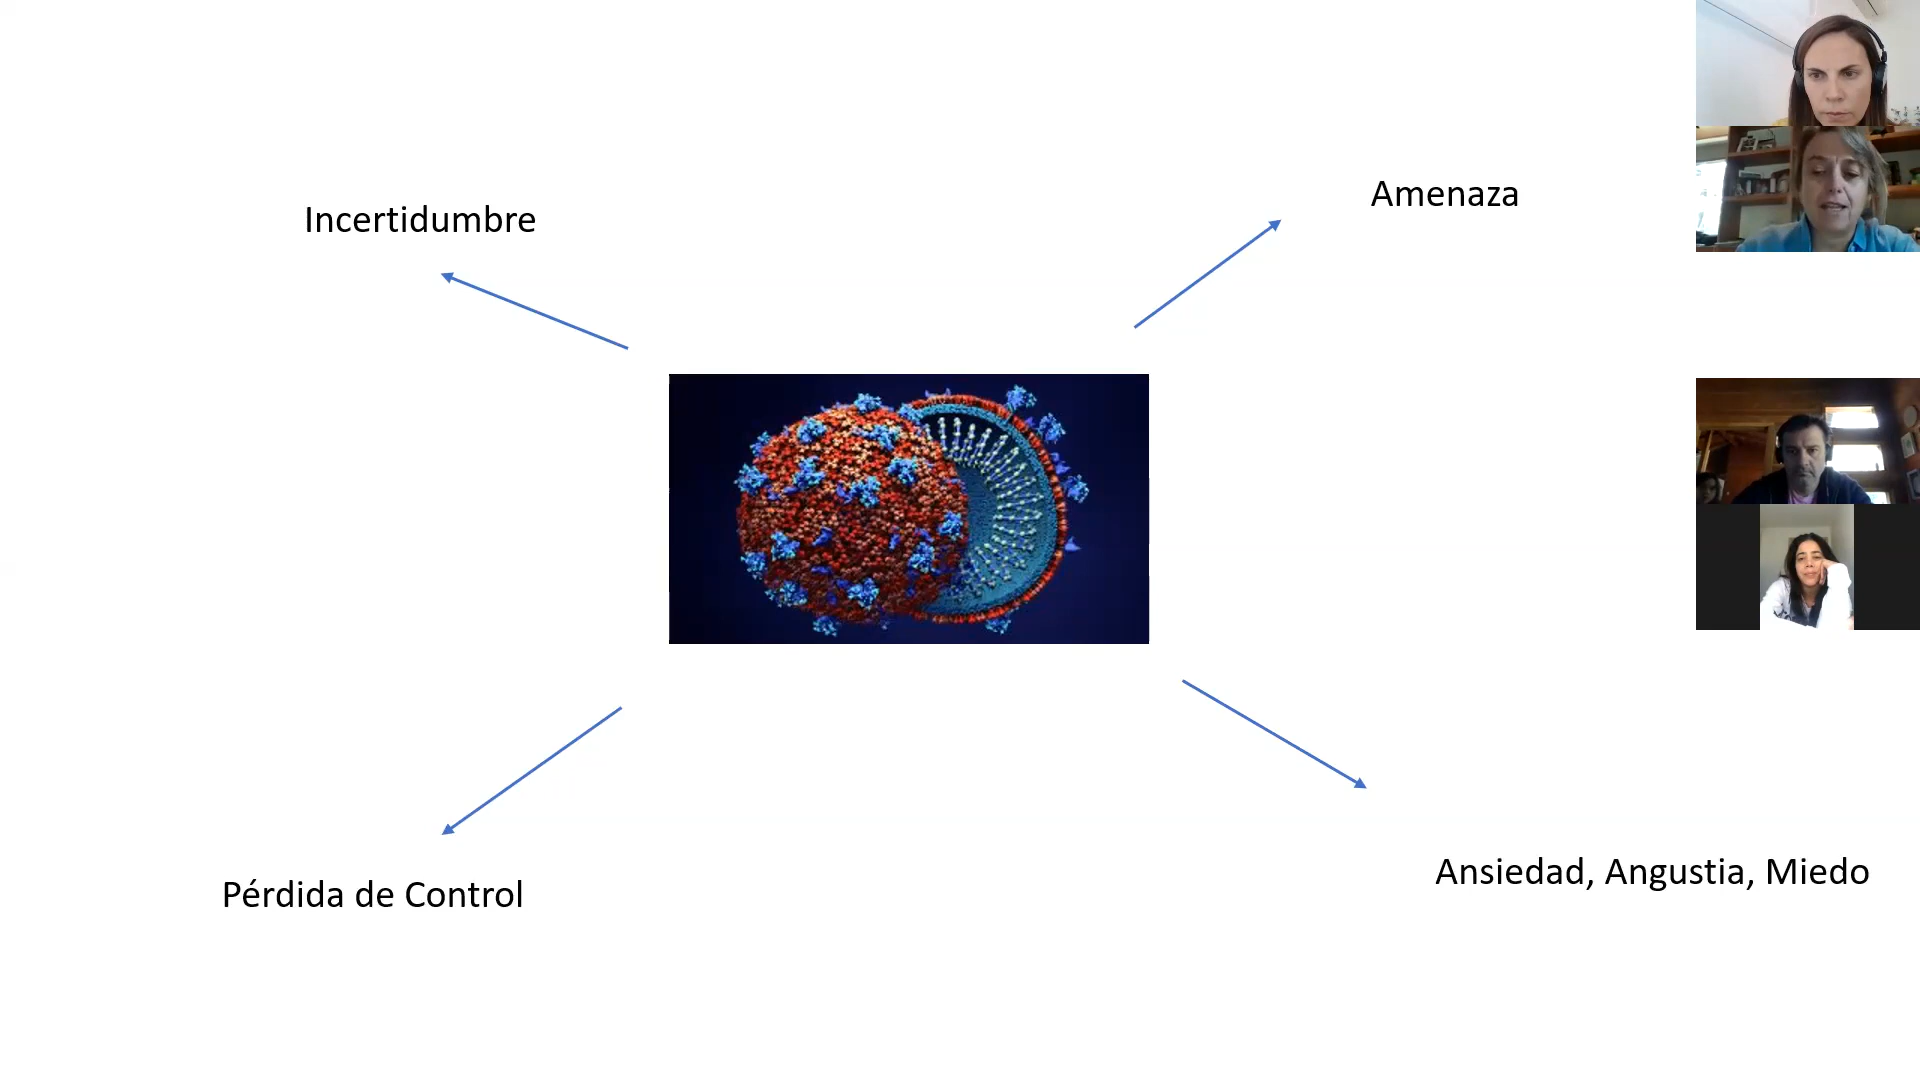 Incertidumbre
Amenaza
Pérdida de Control
Ansiedad, Angustia, Miedo